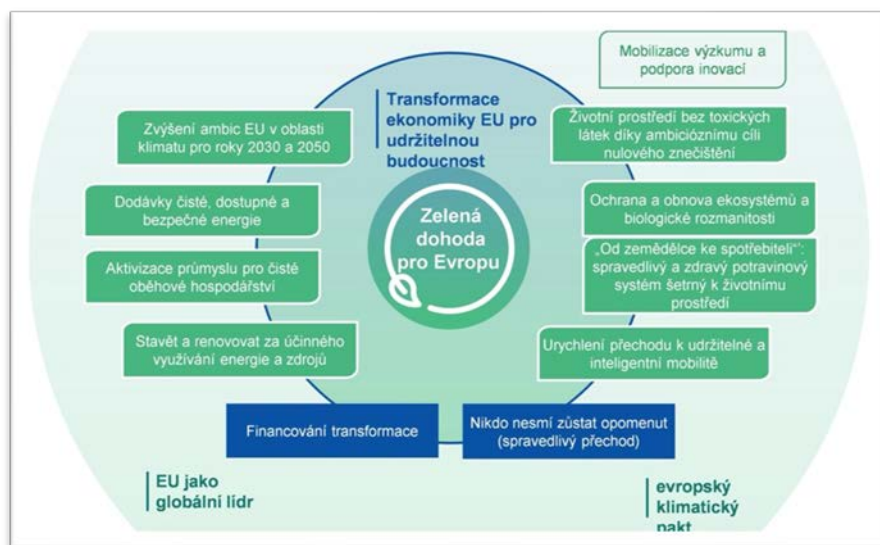 Mobilizace výzkumu a
podpora inovací
Transformace
ekonomiky EU pro
udržitelnou
budoucnost
Zvýšení ambic EU v oblasti
klimatu pro roky 2030 a 2050
Životní prostředí bez toxických
látek díky ambicióznímu cíli
nulového znečištění
Dodávky čisté, dostupné a
bezpečné energie
Ochrana a obnova ekosystémů a
biologické rozmanitosti
Zelená
dohoda
pro Evropu
Aktivizace průmyslu pro čisté
oběhové hospodářství
„Od zemědělce ke spotřebiteli“':
spravedlivý a zdravý potravinový
systém šetrný k životnímu
prostředí
Stavět a renovovat za účinného
využívání energie a zdrojů
Urychlení přechodu k udržitelné a
inteligentní mobilitě
Financování transformace
Nikdo nesmí zůstat opomenut
(spravedlivý přechod)
EU jako
globální lídr
evropský
klimatický
pakt